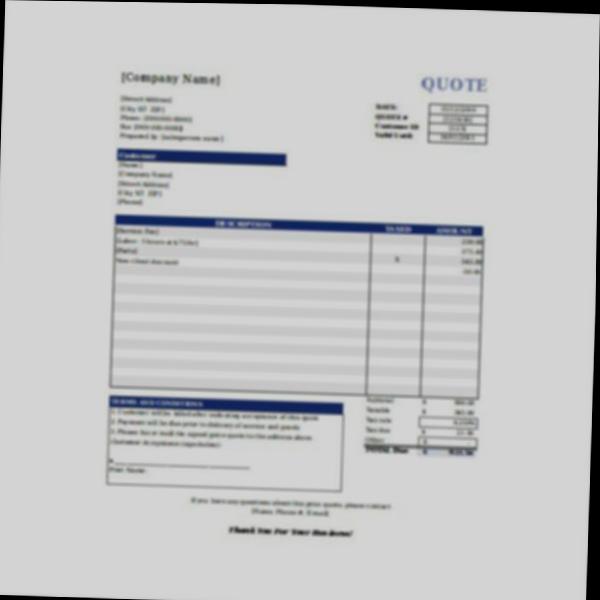 [Company Name]
QUOTE
[Street Address]
[City, ST ZIP]
Phone: [000-000-0000]
Fax: [000-000-0000]
Prepared by: [salesperson name]
DATE
QUOTE #
Customer ID
Valid Until
Customer
[Name]
[Company Name]
[Street Address]
[City, ST ZIP]
[Phone]
DESCRIPTION TAXED AMOUNT
[Service Fee]
[Labor: 5 hours at $75/hr]
[Parts] X
New client discount
TERMS AND CONDITIONS
1. Customer will be billed after indicating acceptance of this quote
2. Payment will be due prior to delivery of service and goods
3. Please fax or mail the signed price quote to the address above
Customer Acceptance (sign below):
X
Print Name:
Subtotal $
Taxable $
Tax rate
Tax due $
Other $ -
TOTAL Due $
If you have any questions about this price quote, please contact
[Name, Phone #, E-mail]
Thank You For Your Business!